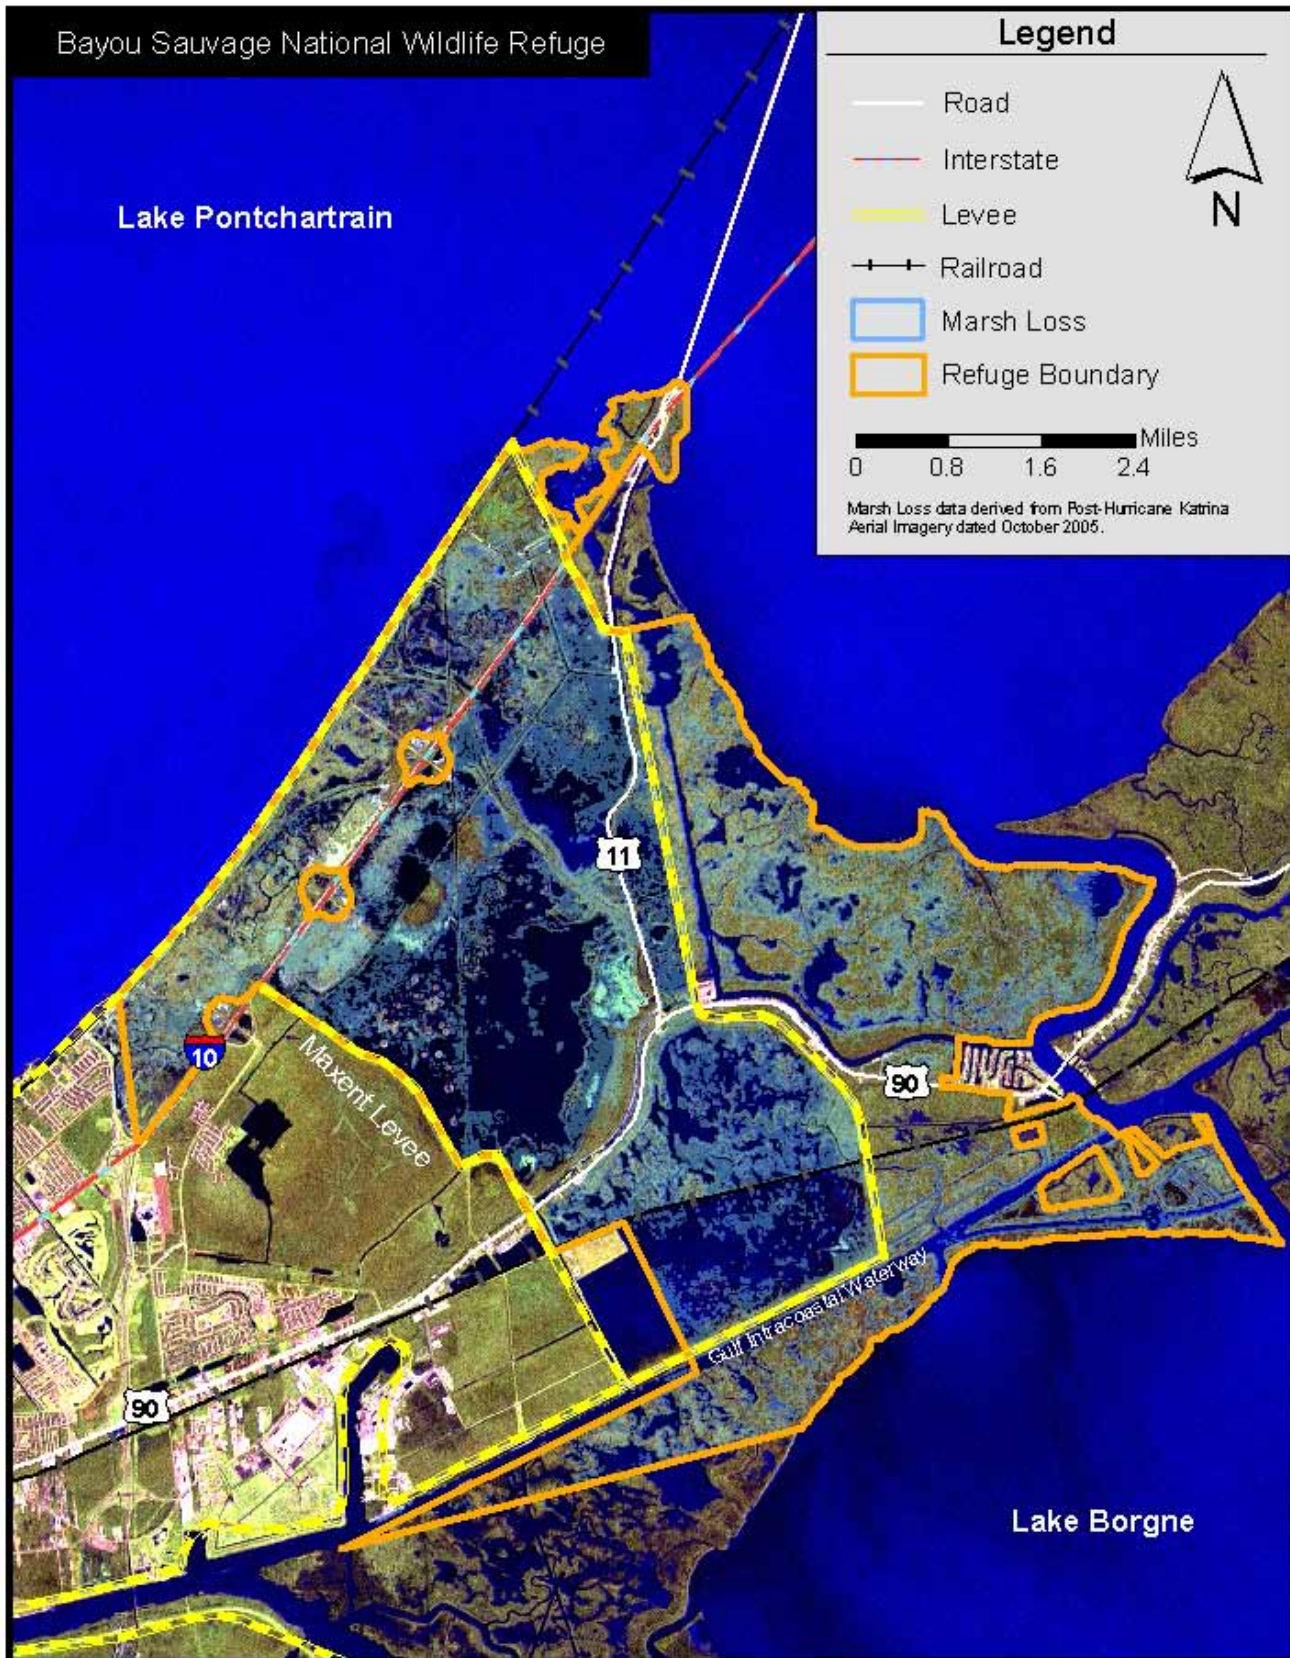 Bayou Sauvage National Wildlife Refuge
Legend
Road
Interstate
Levee
Railroad
Marsh Loss
Refuge Boundary
N
Miles
0 0.8 1.6 2.4
Marsh Loss data derived from Post-Hurricane Katrina
Aerial Imagery dated October 2005.
Lake Pontchartrain
11
10
Maxent Levee
90
Gulf Intracoastal Waterway
90
Lake Borgne